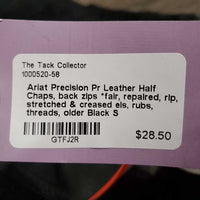 The Tack Collector
1000520-58
Ariat Precision Pr Leather Half
Chaps, back zips *fair, repaired, rip,
stretched & creased els, rubs,
threads, older Black S
$28.50
GTFJ2R